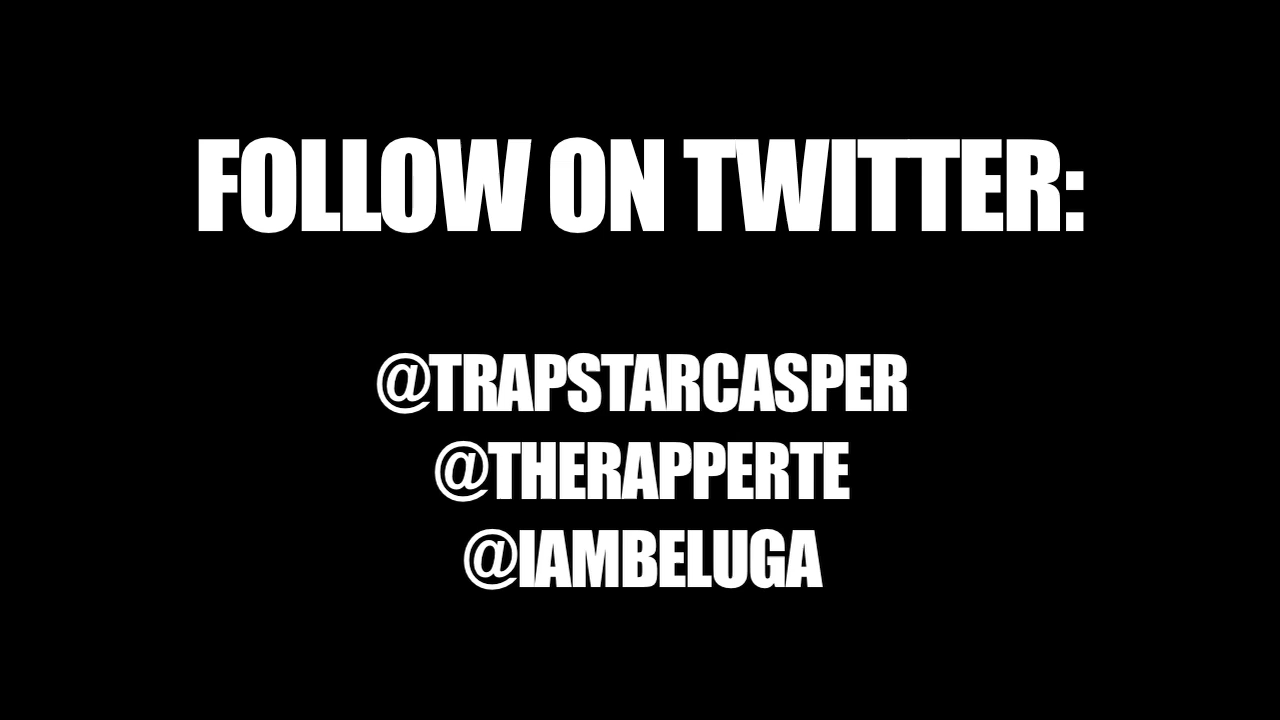 FOLLOW ON TWITTER:
@TRAPSTARCASPER
@THERAPPERTE
@IAMBELUGA